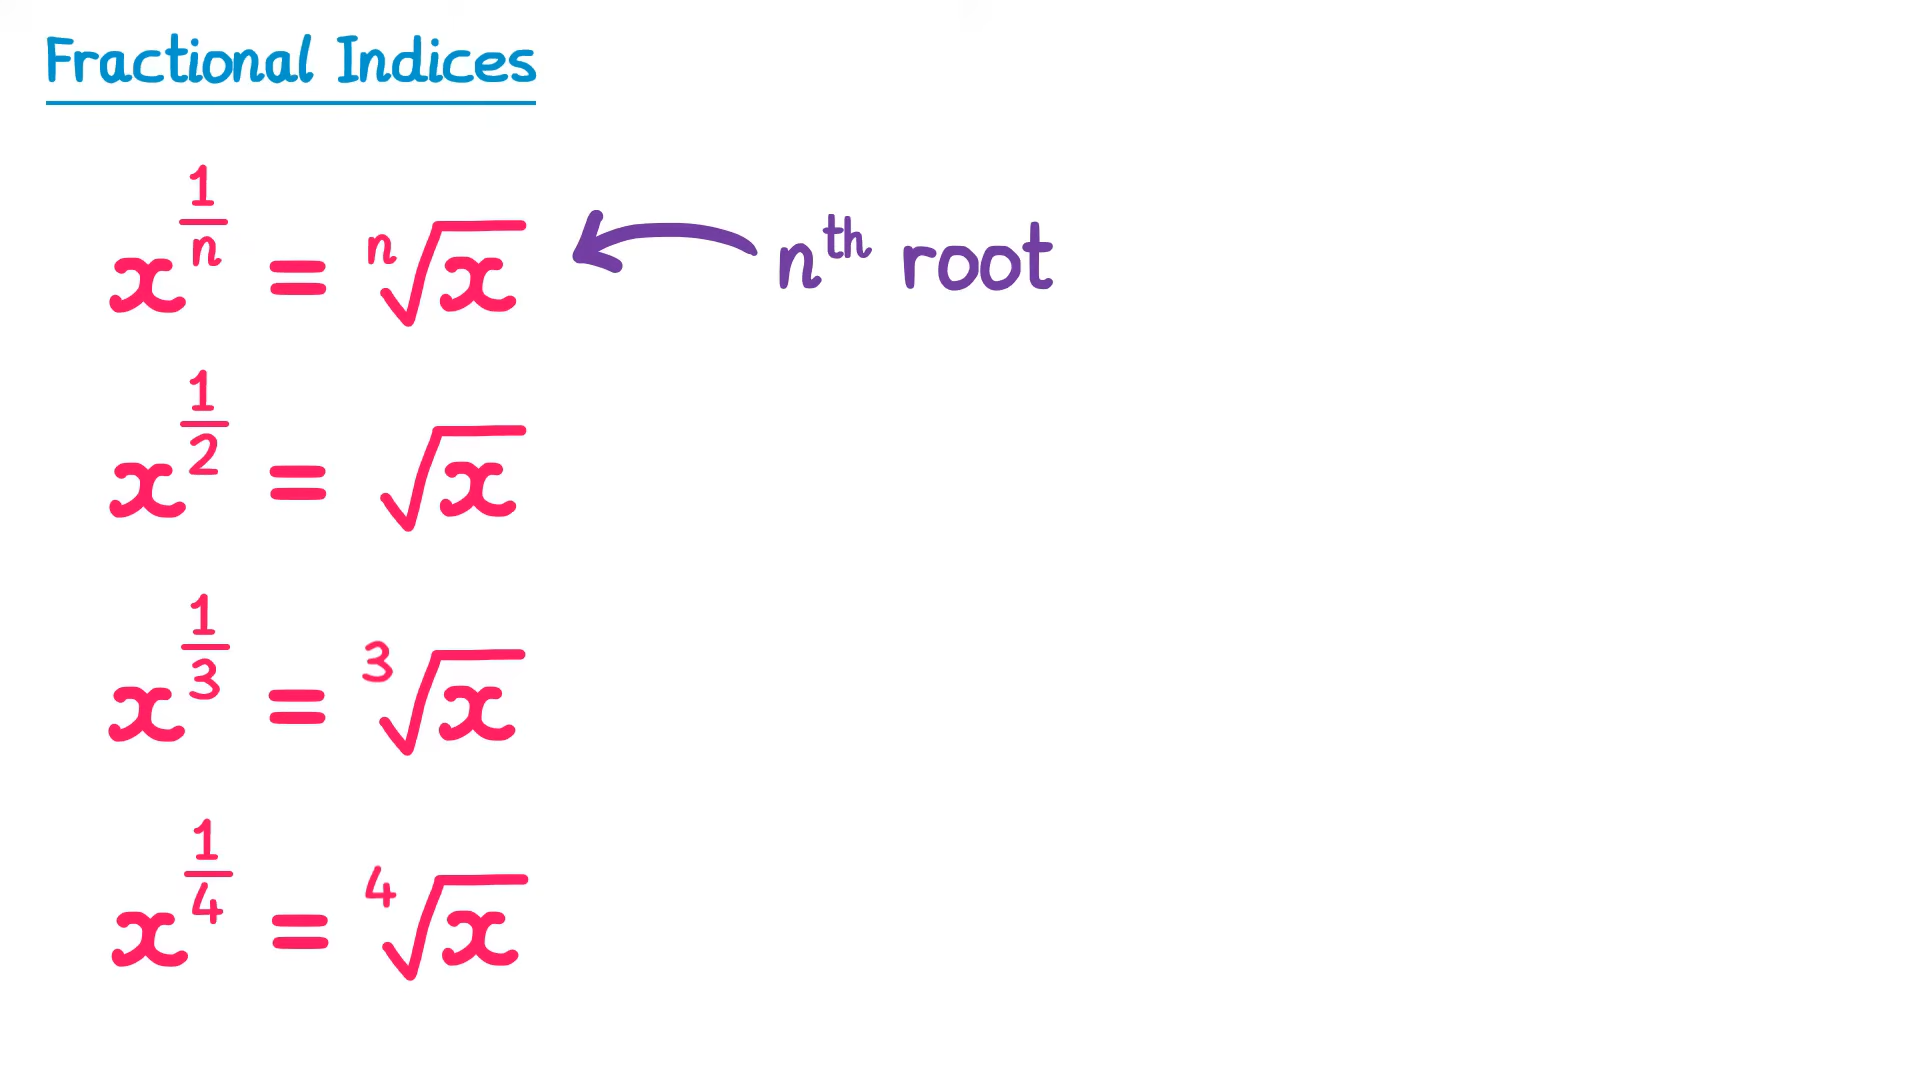 Fractional Indices
x^(1/n) = ⁿ√x
nᵗʰ root
x^(1/2) = √x
x^(1/3) = ³√x
x^(1/4) = ⁴√x